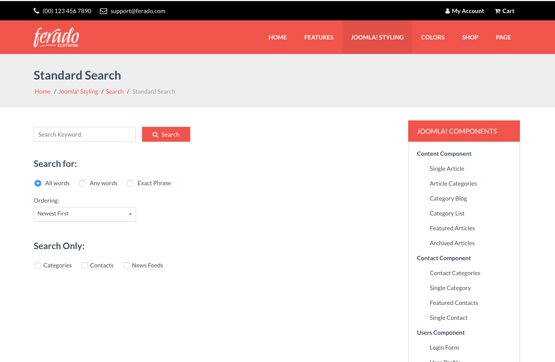 (00) 123 456 7890 support@ferado.com My Account Cart
ferado
CLOTHING
HOME FEATURES JOOMLA! STYLING COLORS SHOP PAGE
Standard Search
Home / Joomla! Styling / Search / Standard Search
Search Keyword: Search
Search for:
All words Any words Exact Phrase
Ordering:
Newest First
Search Only:
Categories Contacts News Feeds
JOOMLA! COMPONENTS
Content Component
Single Article
Article Categories
Category Blog
Category List
Featured Articles
Archived Articles
Contact Component
Contact Categories
Single Category
Featured Contacts
Single Contact
Users Component
Login Form
User Profile